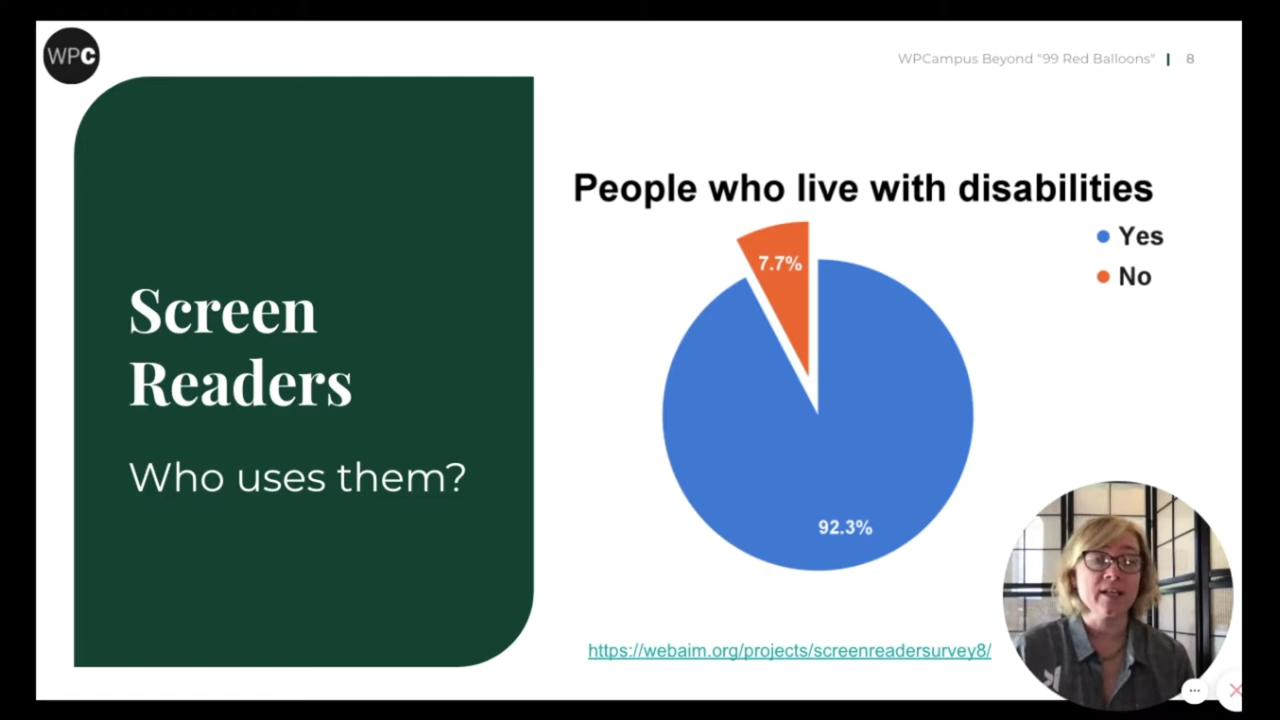 WPC
WPCampus Beyond "99 Red Balloons" | 8
Screen
Readers
Who uses them?
People who live with disabilities
Yes
No
7.7%
92.3%
https://webaim.org/projects/screenreadersurvey8/